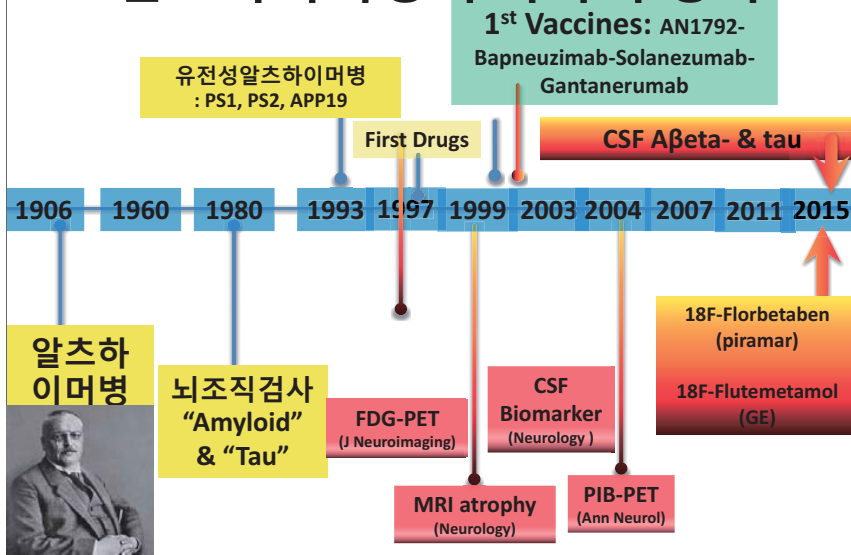 1st Vaccines: AN1792-
Bapneuzimab-Solanezumab-
Gantanerumab
유전성알츠하이머병
: PS1, PS2, APP19
First Drugs
CSF Aβeta- & tau
1906 1960 1980 1993 1997 1999 2003 2004 2007 2011 2015
알츠하
이머병
뇌조직검사
“Amyloid”
& “Tau”
FDG-PET
(J Neuroimaging)
MRI atrophy
(Neurology)
CSF
Biomarker
(Neurology )
PIB-PET
(Ann Neurol)
18F-Florbetaben
(piramar)
18F-Flutemetamol
(GE)